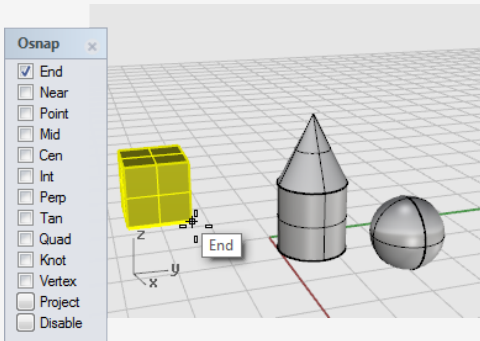 Osnap
End
Near
Point
Mid
Cen
Int
Perp
Tan
Quad
Knot
Vertex
Project
Disable
z
y
x
End